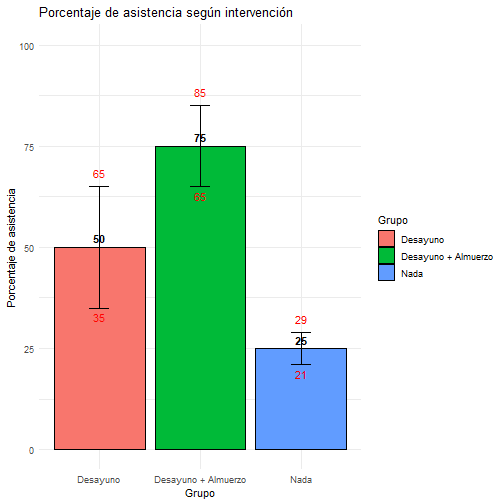 Porcentaje de asistencia según intervención
Porcentaje de asistencia
100
75
50
25
0
85
65
75
50
65
35
29
25
21
Desayuno
Desayuno + Almuerzo
Nada
Grupo
Grupo
Desayuno
Desayuno + Almuerzo
Nada